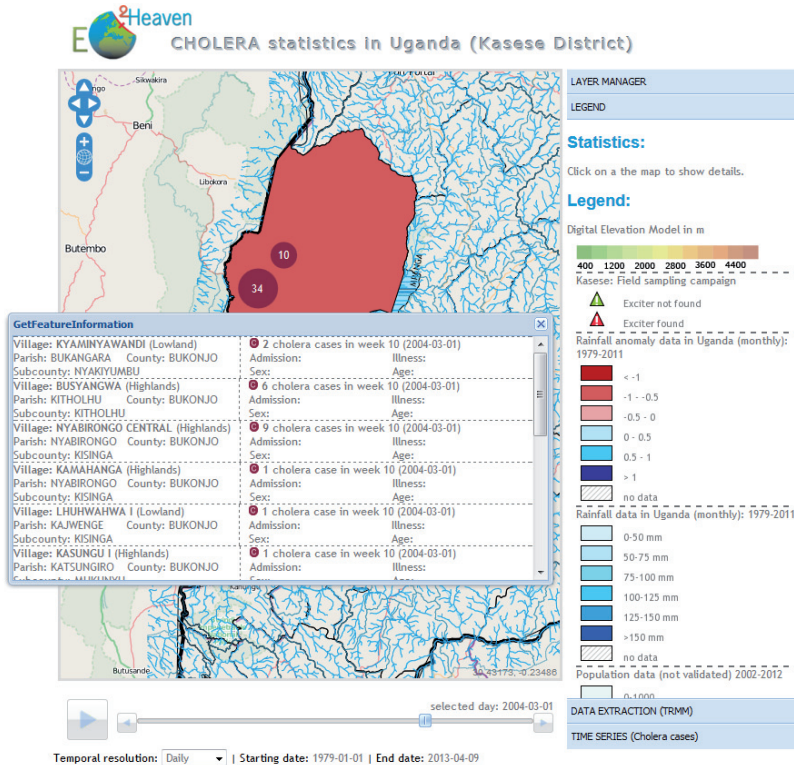 EO2Heaven
CHOLERA statistics in Uganda (Kasese District)
Sikwakira
Beni
Ubokora
Butembo
MPANGA
10
34
LAYER MANAGER
LEGEND
Statistics:
Click on a the map to show details.
Legend:
Digital Elevation Model in m
400 1200 2000 2800 3600 4400
Kasese: Field sampling campaign
Exciter not found
Exciter found
Rainfall anomaly data in Uganda (monthly):
1979-2011
< -1
-1 - -0.5
-0.5 - 0
0 - 0.5
0.5 - 1
> 1
no data
Rainfall data in Uganda (monthly): 1979-2011
0-50 mm
50-75 mm
75-100 mm
100-125 mm
125-150 mm
>150 mm
no data
Population data (not validated) 2002-2012
0-1000
DATA EXTRACTION (TRMM)
TIME SERIES (Cholera cases)
GetFeatureInformation
Village: KYAMINYAWANDI (Lowland)
Parish: BUKANGARA County: BUKONJO
Subcounty: NYAKIYUMBU
C 2 cholera cases in week 10 (2004-03-01)
Admission: Illness:
Sex: Age:
Village: BUSYANGWA (Highlands)
Parish: KITHOLHU County: BUKONJO
Subcounty: KITHOLHU
C 6 cholera cases in week 10 (2004-03-01)
Admission: Illness:
Sex: Age:
Village: NYABIRONGO CENTRAL (Highlands)
Parish: NYABIRONGO County: BUKONJO
Subcounty: KISINGA
C 9 cholera cases in week 10 (2004-03-01)
Admission: Illness:
Sex: Age:
Village: KAMAHANGA (Highlands)
Parish: NYABIRONGO County: BUKONJO
Subcounty: KISINGA
C 1 cholera case in week 10 (2004-03-01)
Admission: Illness:
Sex: Age:
Village: LHUHWAHWA I (Lowland)
Parish: KAJWENGE County: BUKONJO
Subcounty: KISINGA
C 1 cholera case in week 10 (2004-03-01)
Admission: Illness:
Sex: Age:
Village: KASUNGU I (Highlands)
Parish: KATSUNGIRO County: BUKONJO
Subcounty: MUKUNYU
C 1 cholera case in week 10 (2004-03-01)
Admission: Illness:
Sex: Age:
Butusande
selected day: 2004-03-01
Temporal resolution: Daily | Starting date: 1979-01-01 | End date: 2013-04-09